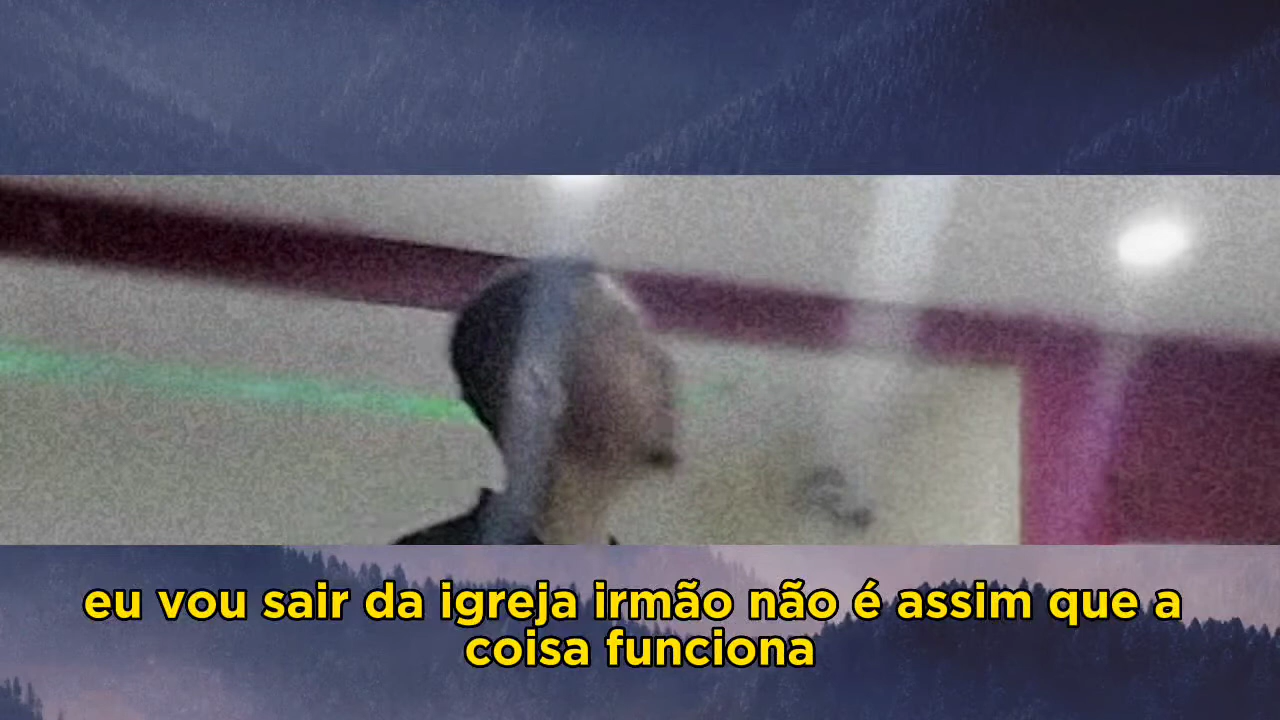 eu vou sair da igreja irmão não é assim que a
coisa funciona